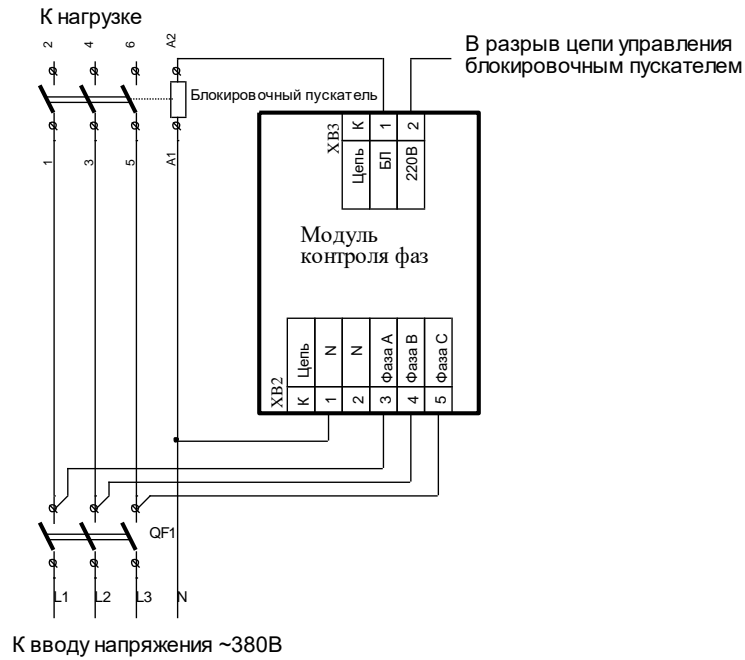 К нагрузке
2 4 6 A2
В разрыв цепи управления
блокировочным пускателем
Блокировочный пускатель
1 3 5 A1
XB3
К 1 2
Цепь БЛ 220В
Модуль
контроля фаз
XB2
Цепь N N Фаза А Фаза В Фаза С
К 1 2 3 4 5
QF1
L1 L2 L3 N
К вводу напряжения ~380В